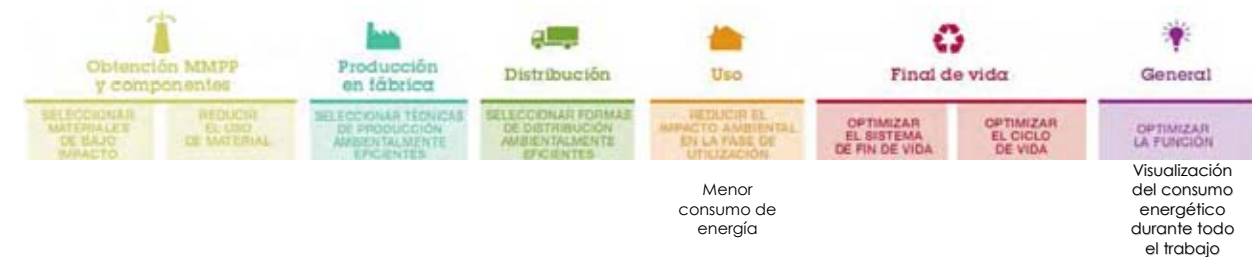 Obtención MMPP
y componentes
Producción
en fábrica
Distribución
Uso
Final de vida
General
SELECCIONAR
MATERIALES
DE BAJO
IMPACTO
REDUCIR
EL USO
DE MATERIAL
SELECCIONAR TÉCNICAS
DE PRODUCCIÓN
AMBIENTALMENTE
EFICIENTES
SELECCIONAR FORMAS
DE DISTRIBUCIÓN
AMBIENTALMENTE
EFICIENTES
REDUCIR EL
IMPACTO AMBIENTAL
EN LA FASE DE
UTILIZACIÓN
OPTIMIZAR
EL SISTEMA
DE FIN DE VIDA
OPTIMIZAR
EL CICLO
DE VIDA
OPTIMIZAR
LA FUNCIÓN
Menor
consumo de
energía
Visualización
del consumo
energético
durante todo
el trabajo